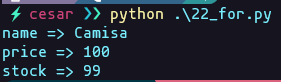 ⚡ cesar ❯❯ python .\22_for.py
name => Camisa
price => 100
stock => 99